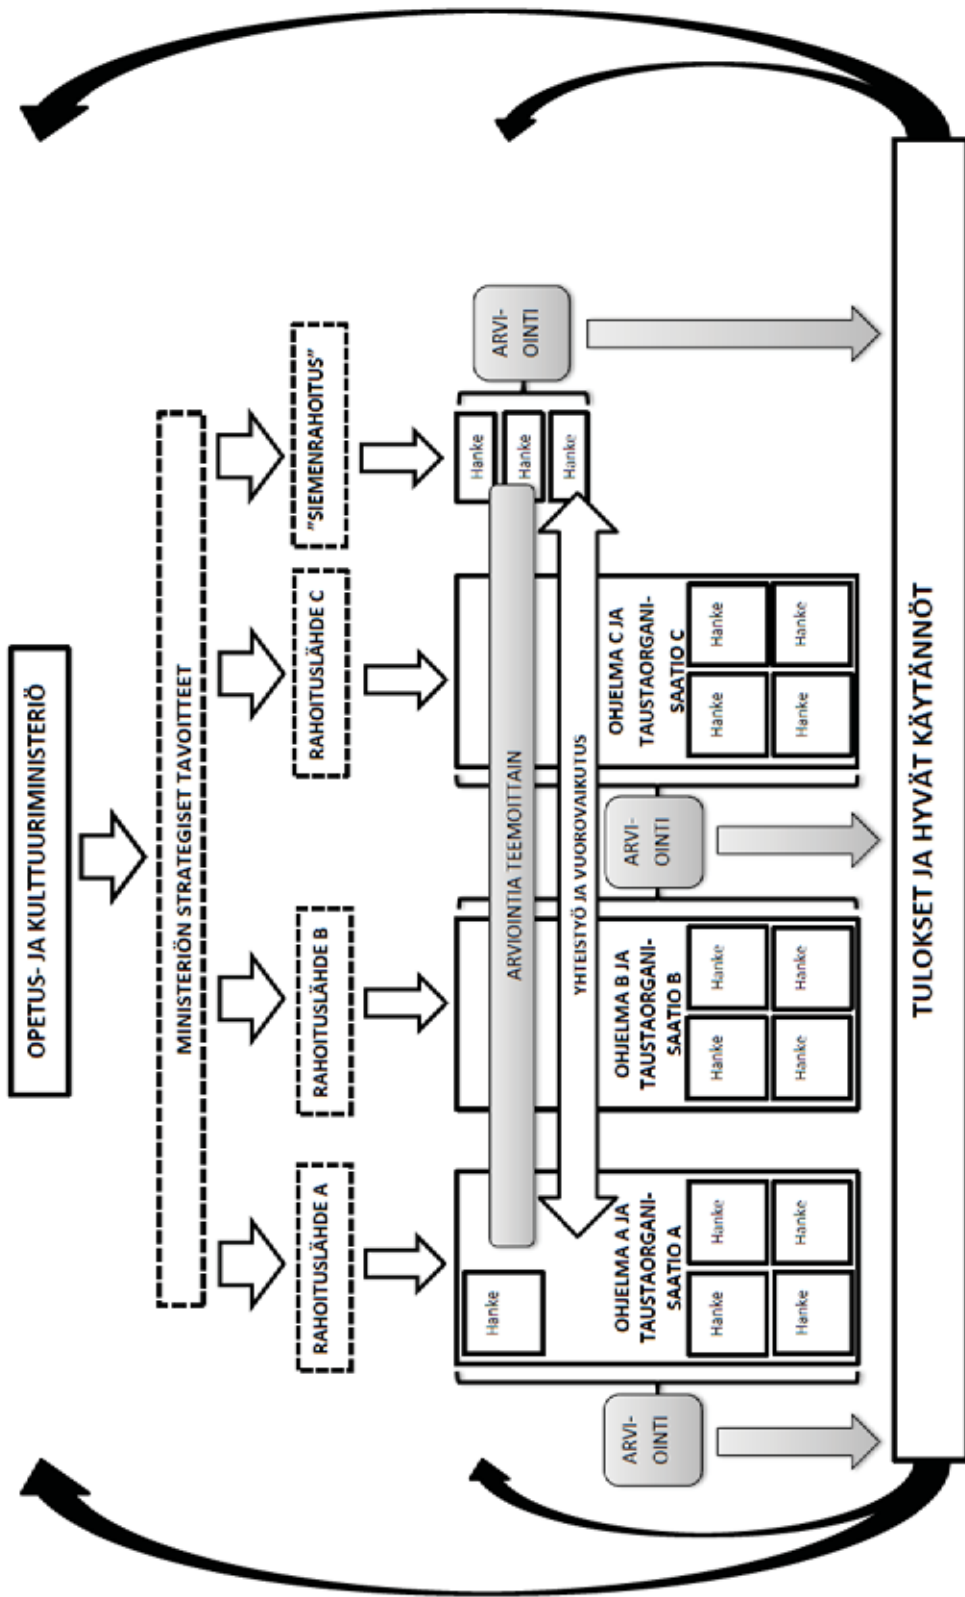 OPETUS- JA KULTTUURIMINISTERIÖ
MINISTERIÖN STRATEGISET TAVOITTEET
RAHOITUSLÄHDE A
RAHOITUSLÄHDE B
RAHOITUSLÄHDE C
"SIEMENRAHOITUS"
Hanke
Hanke
Hanke
Hanke
ARVI-
OINTI
ARVIOINTIA TEEMOITTAIN
YHTEISTYÖ JA VUOROVAIKUTUS
OHJELMA A JA
TAUSTAORGANI-
SAATIO A
Hanke
Hanke
Hanke
Hanke
OHJELMA B JA
TAUSTAORGANI-
SAATIO B
Hanke
Hanke
Hanke
Hanke
OHJELMA C JA
TAUSTAORGANI-
SAATIO C
Hanke
Hanke
Hanke
Hanke
ARVI-
OINTI
ARVI-
OINTI
TULOKSET JA HYVÄT KÄYTÄNNÖT